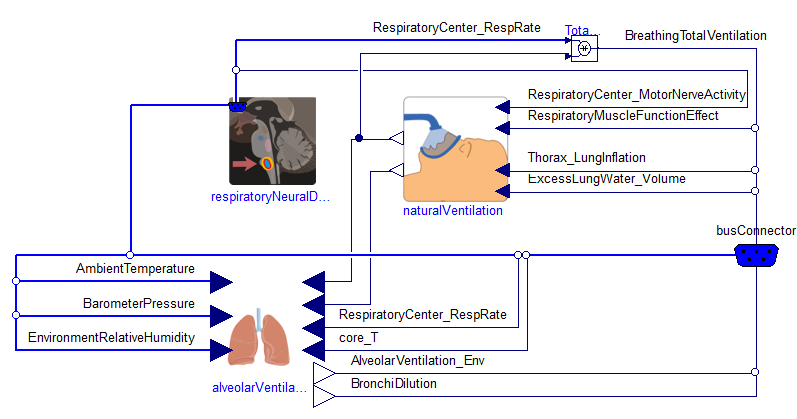 RespiratoryCenter_RespRate
Tota...
BreathingTotalVentilation
RespiratoryCenter_MotorNerveActivity
RespiratoryMuscleFunctionEffect
Thorax_LungInflation
ExcessLungWater_Volume
respiratoryNeuralD...
naturalVentilation
busConnector
AmbientTemperature
BarometerPressure
RespiratoryCenter_RespRate
EnvironmentRelativeHumidity
core_T
AlveolarVentilation_Env
alveolarVentila...
BronchiDilution